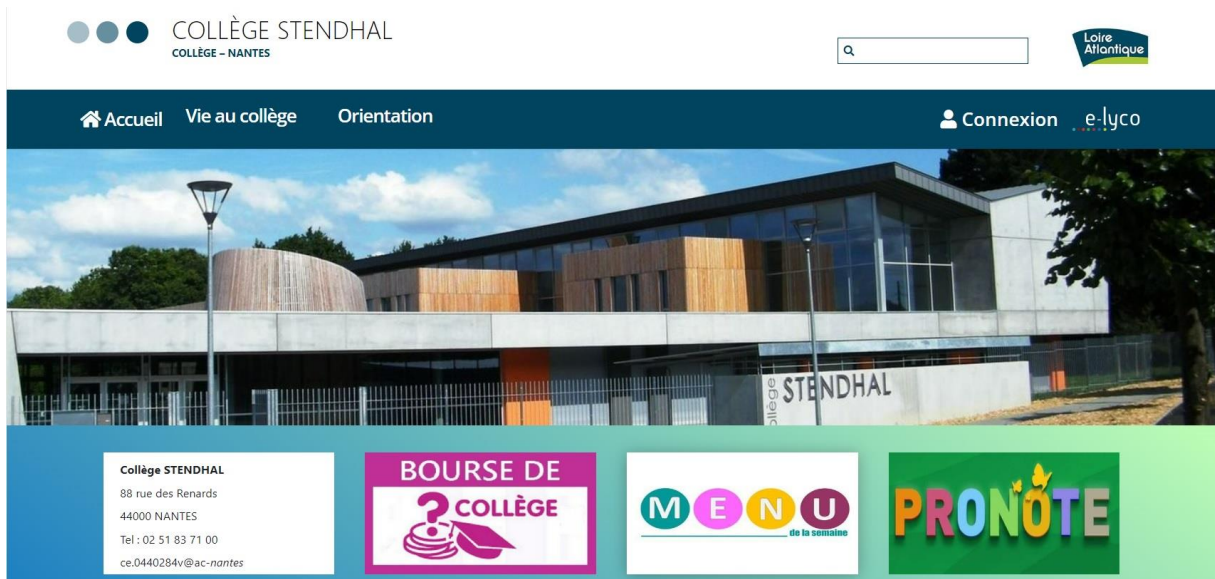 COLLÈGE STENDHAL
COLLÈGE – NANTES
Loire
Atlantique
Accueil
Vie au collège
Orientation
Connexion
e-lyco
collège
STENDHAL
Collège STENDHAL
88 rue des Renards
44000 NANTES
Tel : 02 51 83 71 00
ce.0440284v@ac-nantes
BOURSE DE
? COLLÈGE
MENU
de la semaine
PRONOTE